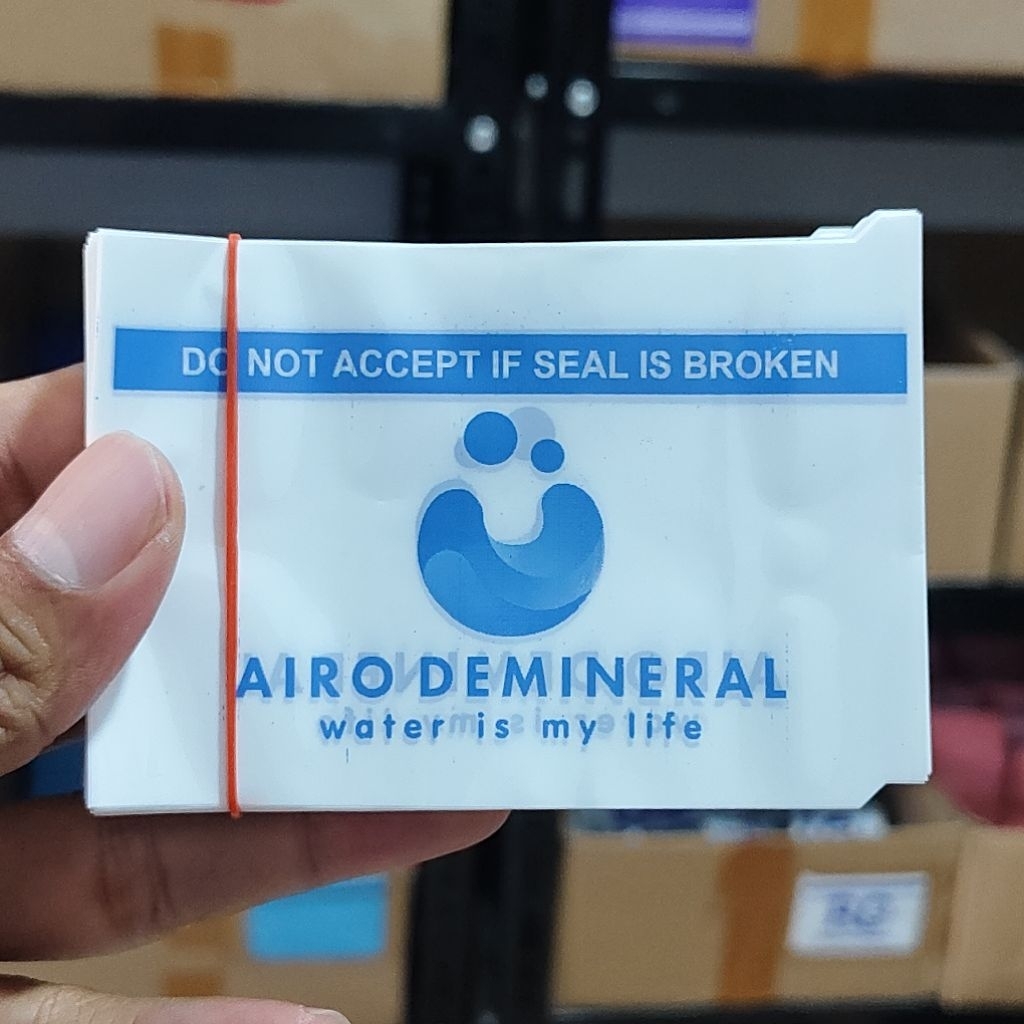 DO NOT ACCEPT IF SEAL IS BROKEN
AIRO DEMINERAL
water is my life